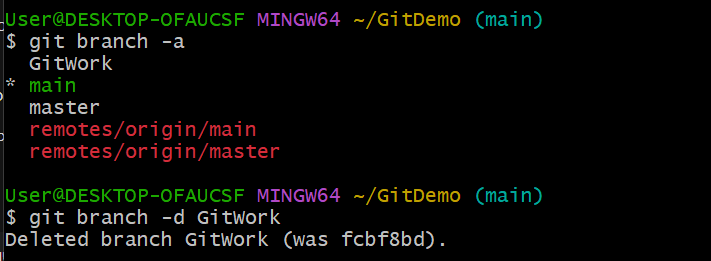 User@DESKTOP-OFAUCSF MINGW64 ~/GitDemo (main)
$ git branch -a
  GitWork
* main
  master
  remotes/origin/main
  remotes/origin/master

User@DESKTOP-OFAUCSF MINGW64 ~/GitDemo (main)
$ git branch -d GitWork
Deleted branch GitWork (was fcbf8bd).